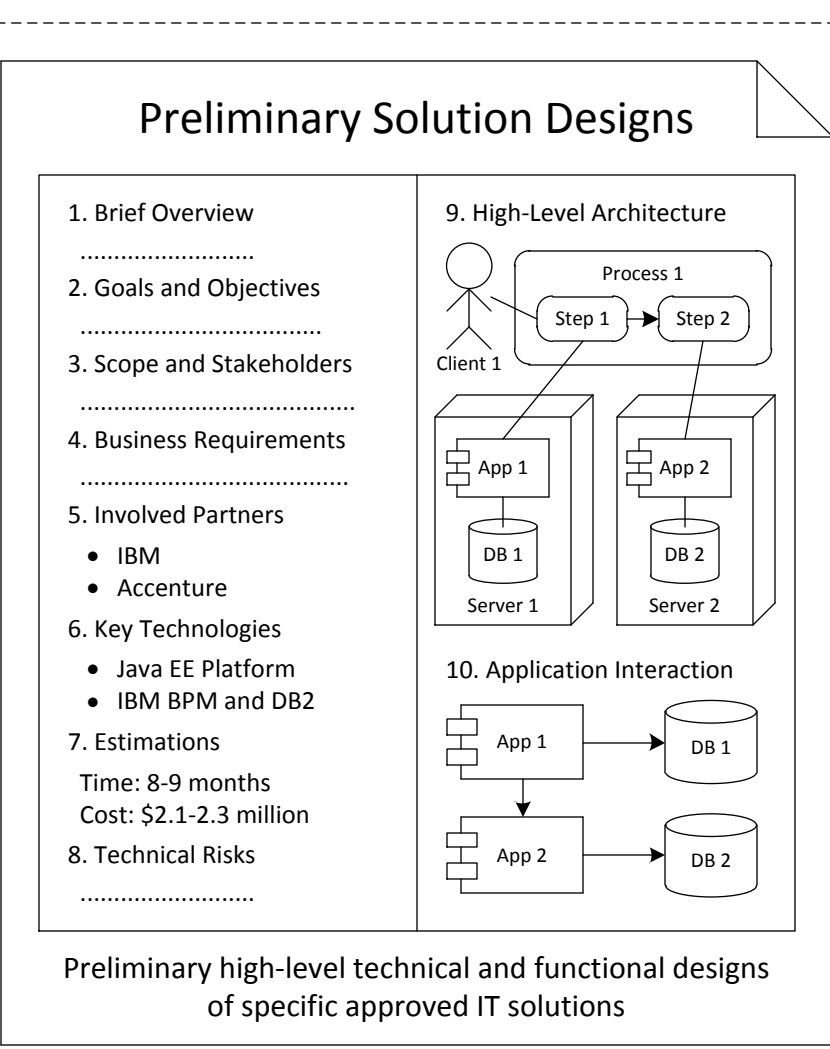 Preliminary Solution Designs
1. Brief Overview
..........................
2. Goals and Objectives
....................................
3. Scope and Stakeholders
.........................................
4. Business Requirements
........................................
5. Involved Partners
• IBM
• Accenture
6. Key Technologies
• Java EE Platform
• IBM BPM and DB2
7. Estimations
Time: 8-9 months
Cost: $2.1-2.3 million
8. Technical Risks
..........................
9. High-Level Architecture
Process 1
Step 1
Step 2
Client 1
App 1
App 2
DB 1
DB 2
Server 1
Server 2
10. Application Interaction
App 1
DB 1
App 2
DB 2
Preliminary high-level technical and functional designs
of specific approved IT solutions